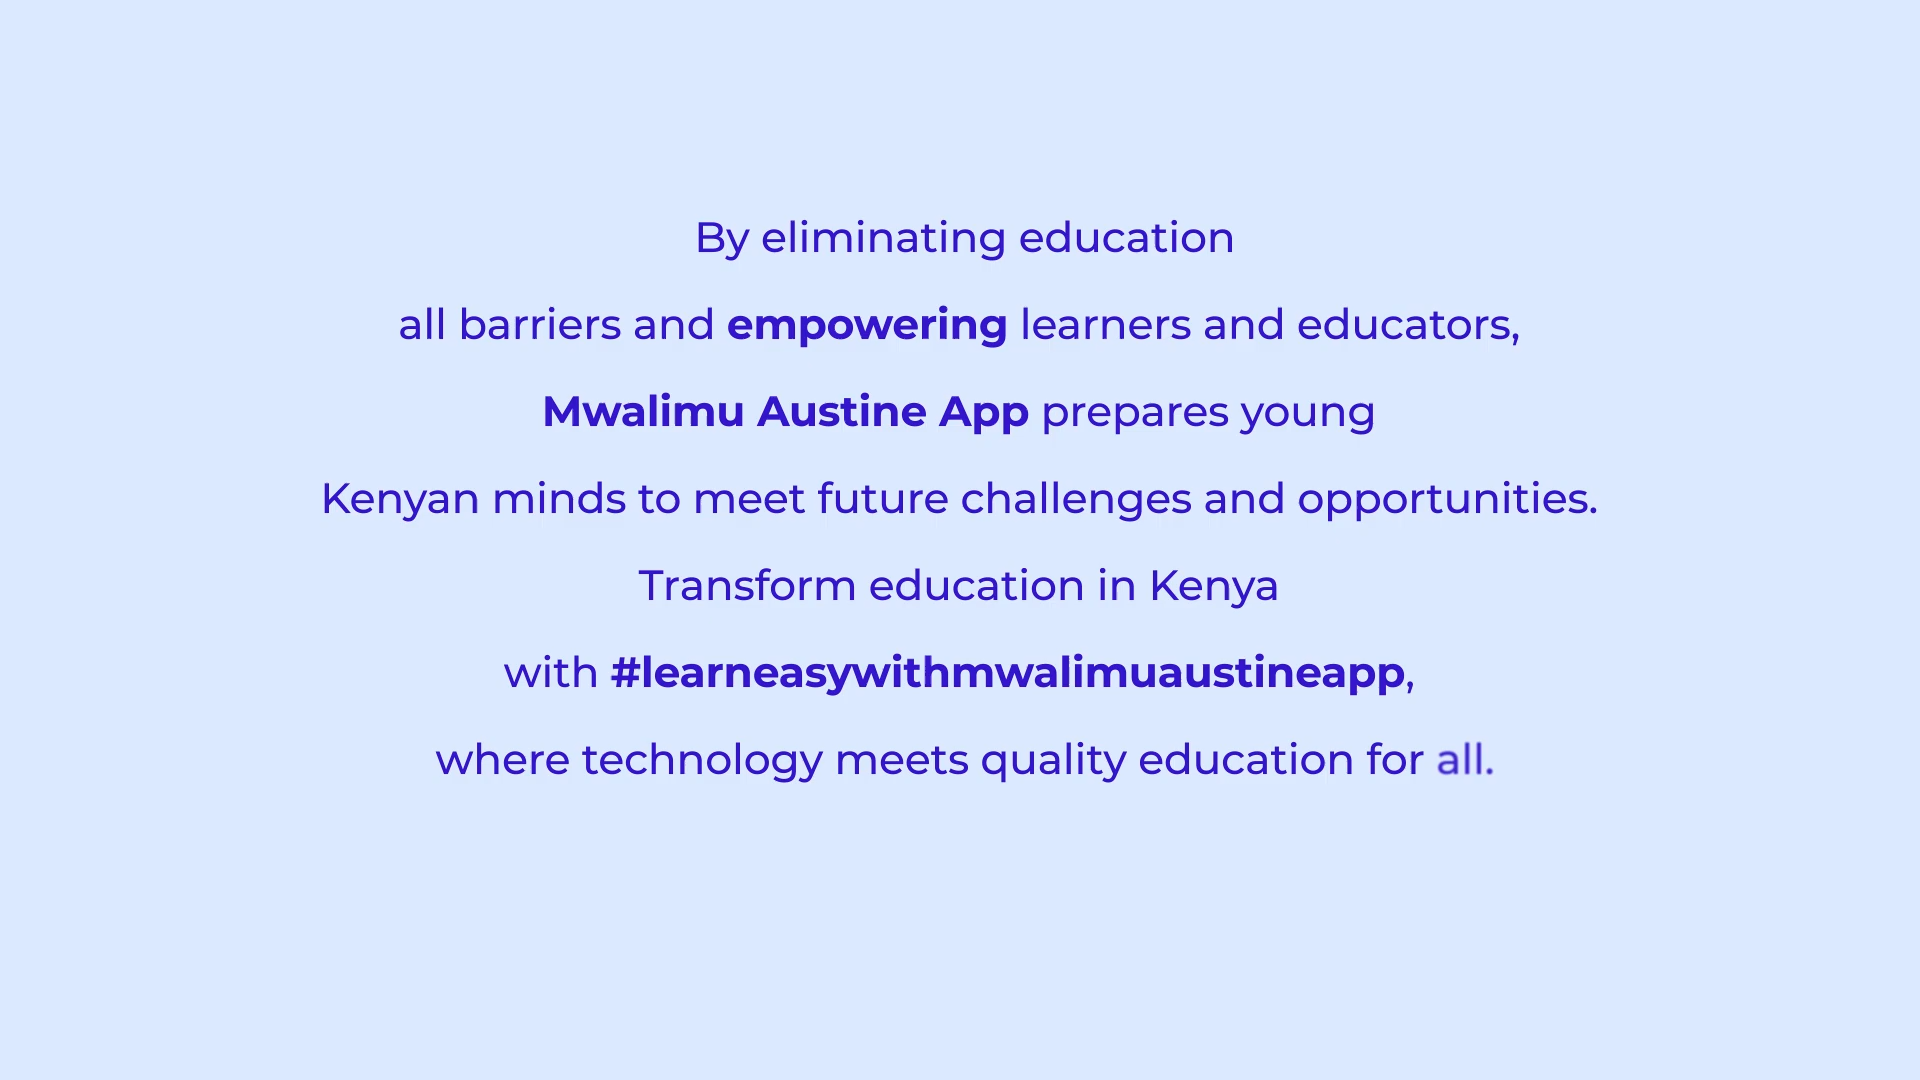 By eliminating education
all barriers and empowering learners and educators,
Mwalimu Austine App prepares young
Kenyan minds to meet future challenges and opportunities.
Transform education in Kenya
with #learneasywithmwalimuaustineapp,
where technology meets quality education for all.